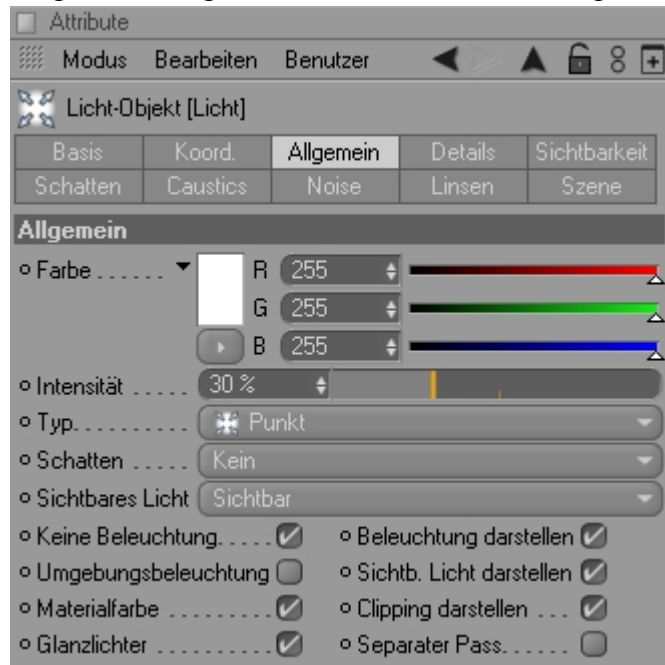 Attribute
Modus Bearbeiten Benutzer
Licht-Objekt [Licht]
Basis Koord. Allgemein Details Sichtbarkeit
Schatten Caustics Noise Linsen Szene
Allgemein
Farbe . . . . . . R 255
G 255
B 255
Intensität . . . . . 30 %
Typ. . . . . . . . . . Punkt
Schatten . . . . . Kein
Sichtbares Licht Sichtbar
Keine Beleuchtung. . . . . Beleuchtung darstellen
Umgebungsbeleuchtung Sichtb. Licht darstellen
Materialfarbe . . . . . . . . . . Clipping darstellen . . . .
Glanzlichter . . . . . . . . . . . Separater Pass. . . . . .